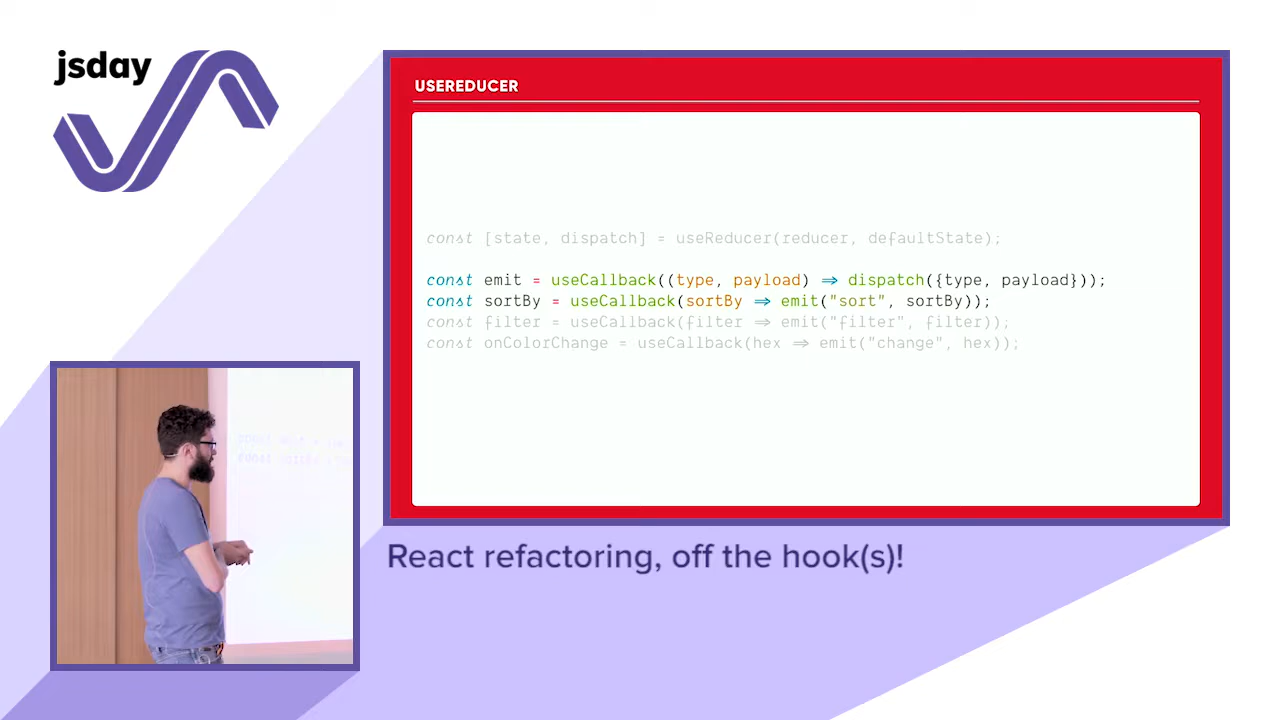 jsday
USEREDUCER
const [state, dispatch] = useReducer(reducer, defaultState);
const emit = useCallback((type, payload) => dispatch({type, payload}));
const sortBy = useCallback(sortBy => emit("sort", sortBy));
const filter = useCallback(filter => emit("filter", filter));
const onColorChange = useCallback(hex => emit("change", hex));
React refactoring, off the hook(s)!